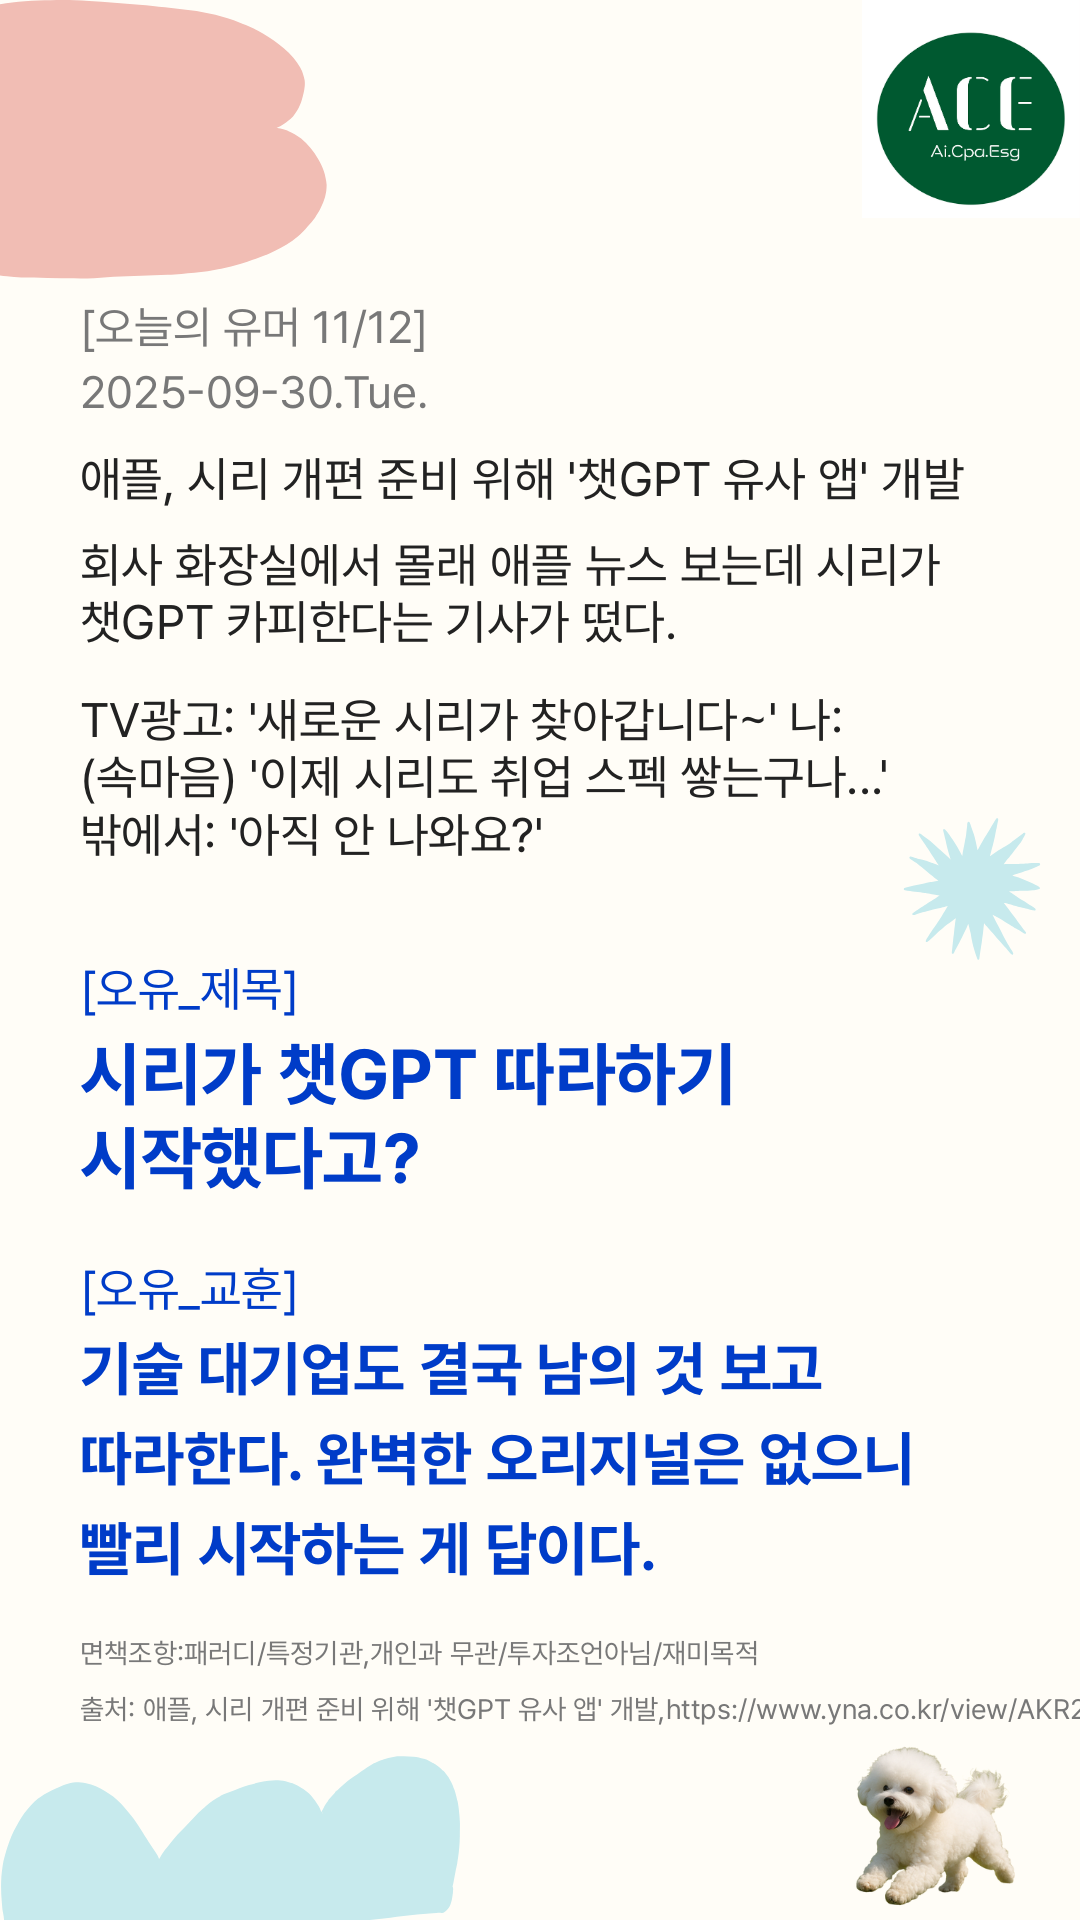 ACE
Ai.Cpa.Esg
[오늘의 유머 11/12]
2025-09-30.Tue.
애플, 시리 개편 준비 위해 '챗GPT 유사 앱' 개발
회사 화장실에서 몰래 애플 뉴스 보는데 시리가
챗GPT 카피한다는 기사가 떴다.
TV광고: '새로운 시리가 찾아갑니다~' 나:
(속마음) '이제 시리도 취업 스펙 쌓는구나...'
밖에서: '아직 안 나와요?'
[오유_제목]
시리가 챗GPT 따라하기
시작했다고?
[오유_교훈]
기술 대기업도 결국 남의 것 보고
따라한다. 완벽한 오리지널은 없으니
빨리 시작하는 게 답이다.
면책조항:패러디/특정기관,개인과 무관/투자조언아님/재미목적
출처: 애플, 시리 개편 준비 위해 '챗GPT 유사 앱' 개발,https://www.yna.co.kr/view/AKR2